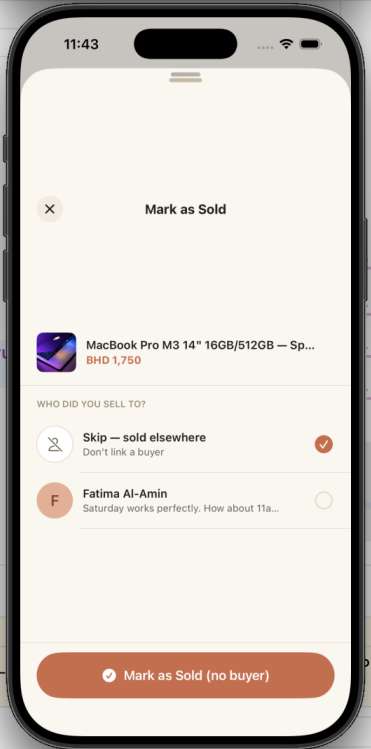 11:43
Mark as Sold
MacBook Pro M3 14" 16GB/512GB — Sp...
BHD 1,750
WHO DID YOU SELL TO?
Skip — sold elsewhere
Don't link a buyer
F
Fatima Al-Amin
Saturday works perfectly. How about 11a...
Mark as Sold (no buyer)